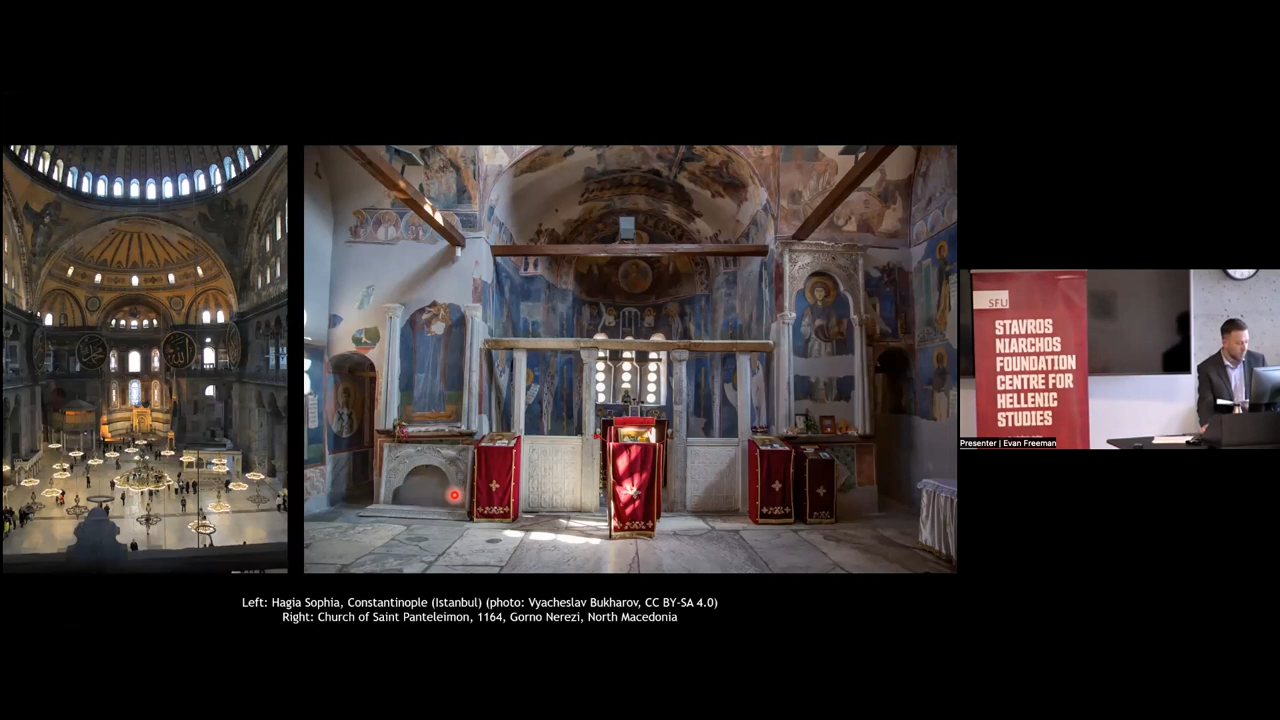 SFU
STAVROS
NIARCHOS
FOUNDATION
CENTRE FOR
HELLENIC
STUDIES
Presenter | Evan Freeman
Left: Hagia Sophia, Constantinople (Istanbul) (photo: Vyacheslav Bukharov, CC BY-SA 4.0)
Right: Church of Saint Panteleimon, 1164, Gorno Nerezi, North Macedonia